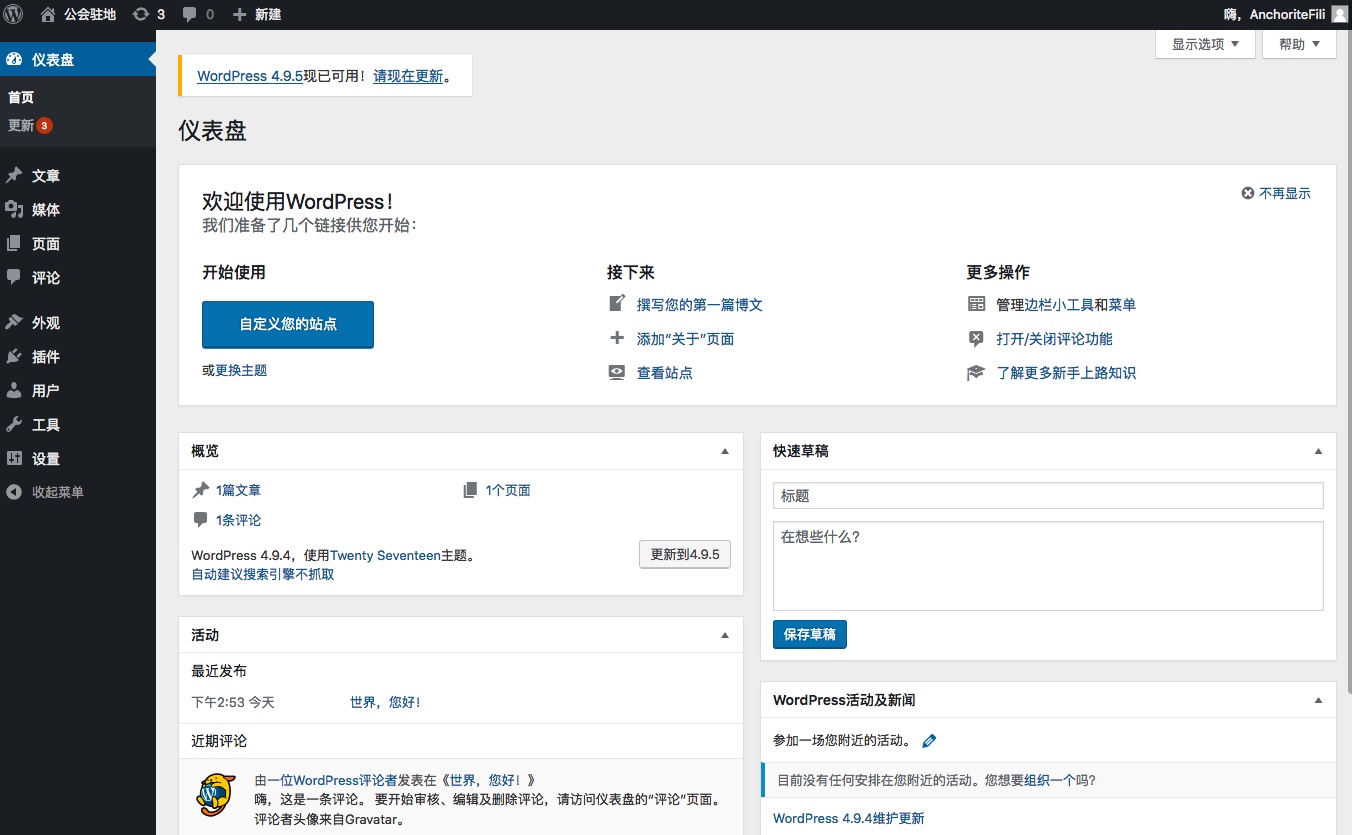 公会驻地 3 0 新建 嗨，AnchoriteFili
仪表盘
首页
更新 3
文章
媒体
页面
评论
外观
插件
用户
工具
设置
收起菜单
显示选项 帮助
WordPress 4.9.5现已可用！请现在更新。
仪表盘
欢迎使用WordPress！
不再显示
我们准备了几个链接供您开始：
开始使用
自定义您的站点
或更换主题
接下来
撰写您的第一篇博文
添加“关于”页面
查看站点
更多操作
管理边栏小工具和菜单
打开/关闭评论功能
了解更多新手上路知识
概览
1篇文章 1个页面
1条评论
WordPress 4.9.4，使用Twenty Seventeen主题。
更新到4.9.5
自动建议搜索引擎不抓取
活动
最近发布
下午2:53 今天 世界，您好！
近期评论
由一位WordPress评论者发表在《世界，您好！》
嗨，这是一条评论。 要开始审核、编辑及删除评论，请访问仪表盘的“评论”页面。
评论者头像来自Gravatar。
快速草稿
标题
在想些什么？
保存草稿
WordPress活动及新闻
参加一场您附近的活动。
目前没有任何安排在您附近的活动。您想要组织一个吗？
WordPress 4.9.4维护更新